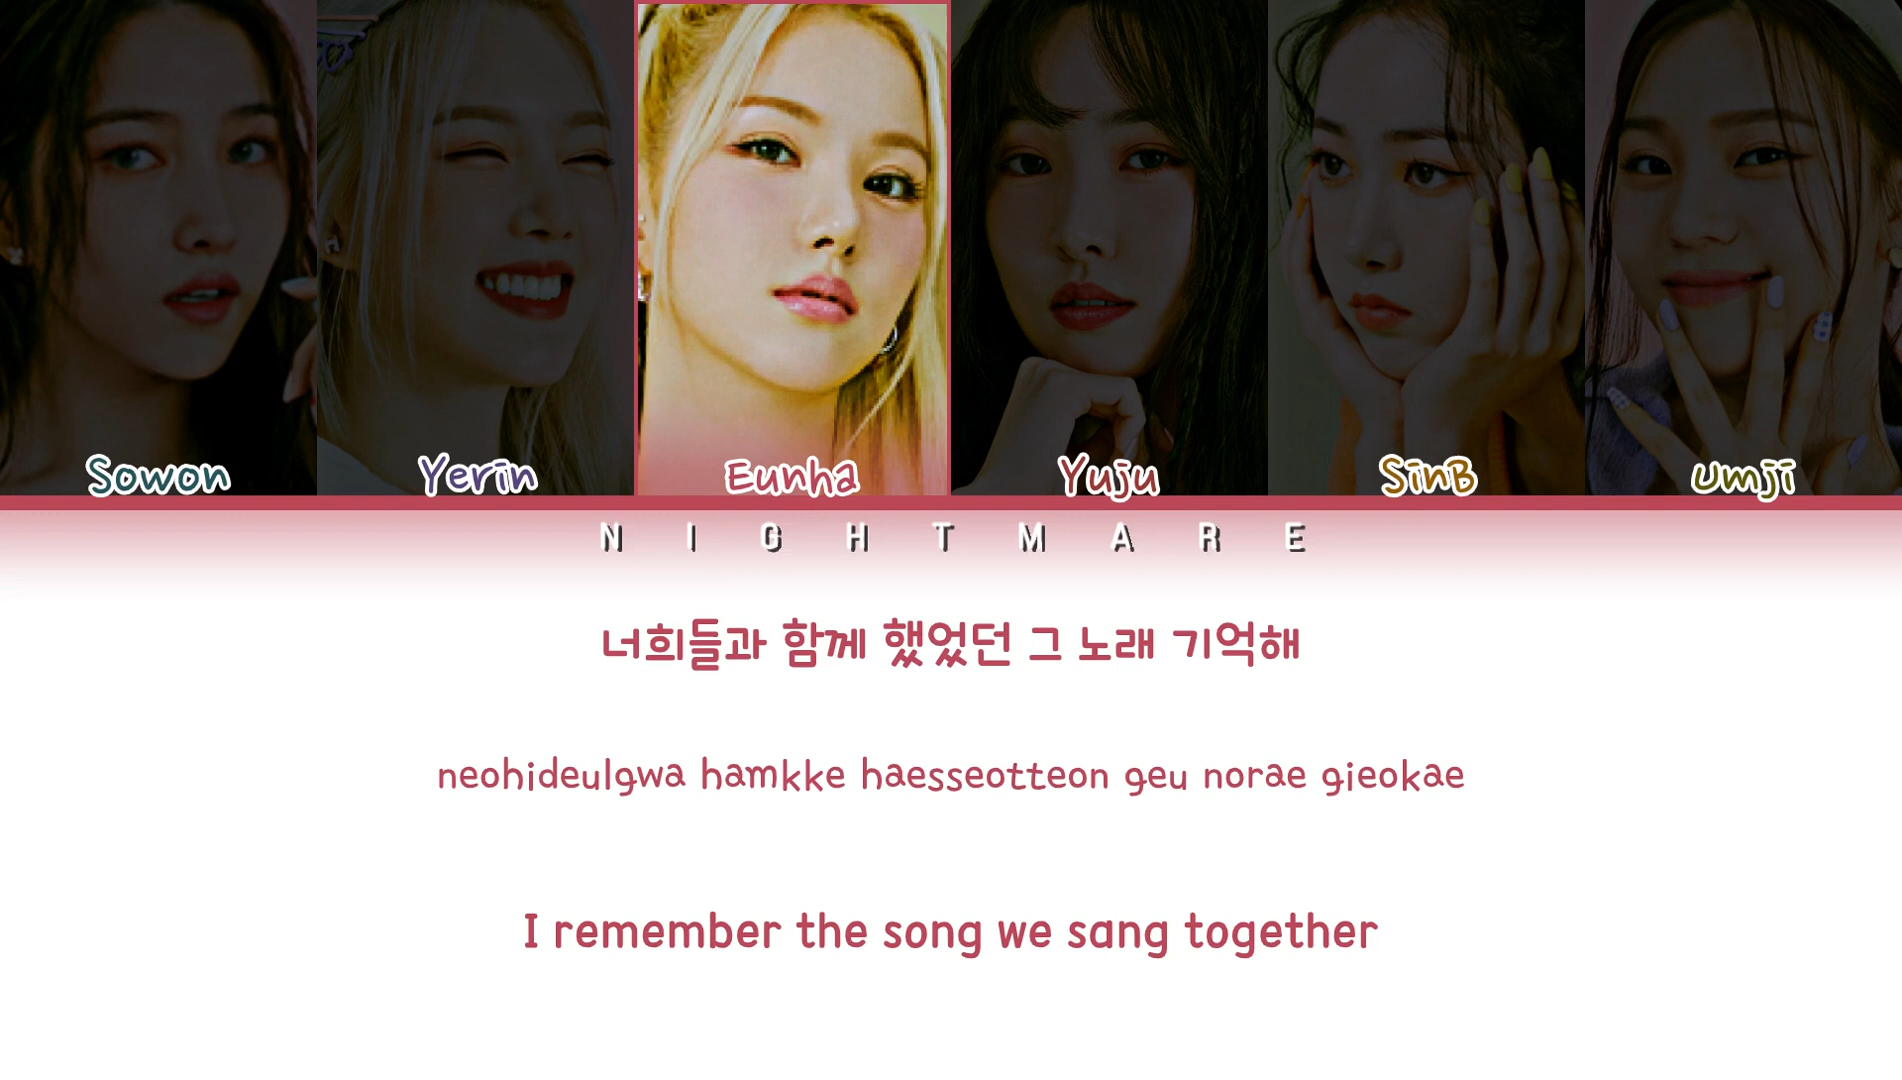 Sowon Yerin Eunha Yuju SinB Umji
NIGHTMARE
너희들과 함께 했었던 그 노래 기억해
neohideulgwa hamkke haesseotteon geu norae gieokae
I remember the song we sang together